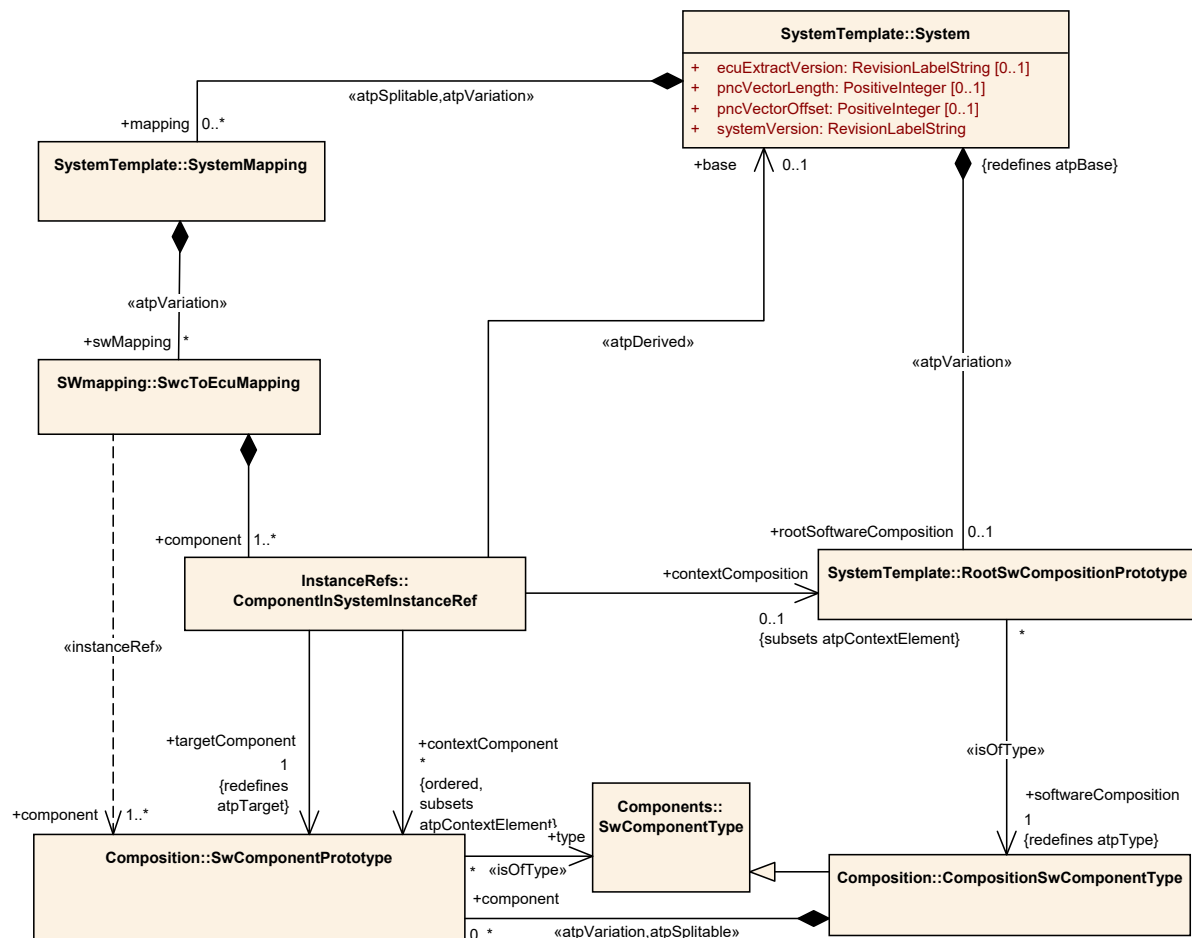 SystemTemplate::System
+ ecuExtractVersion: RevisionLabelString [0..1]
+ pncVectorLength: PositiveInteger [0..1]
+ pncVectorOffset: PositiveInteger [0..1]
+ systemVersion: RevisionLabelString
«atpSplitable,atpVariation»
+mapping 0..*
SystemTemplate::SystemMapping
+base 0..1
{redefines atpBase}
«atpVariation»
+swMapping *
«atpDerived»
«atpVariation»
SWmapping::SwcToEcuMapping
+component 1..*
+rootSoftwareComposition 0..1
InstanceRefs::
ComponentInSystemInstanceRef
+contextComposition
0..1
{subsets atpContextElement}
SystemTemplate::RootSwCompositionPrototype
*
«instanceRef»
+targetComponent
1
{redefines
atpTarget}
+contextComponent
*
{ordered,
subsets
atpContextElement}
«isOfType»
+softwareComposition
1
{redefines atpType}
+component 1..*
Components::
SwComponentType
+type
* «isOfType»
Composition::SwComponentPrototype
Composition::CompositionSwComponentType
+component
0..*
«atpVariation,atpSplitable»